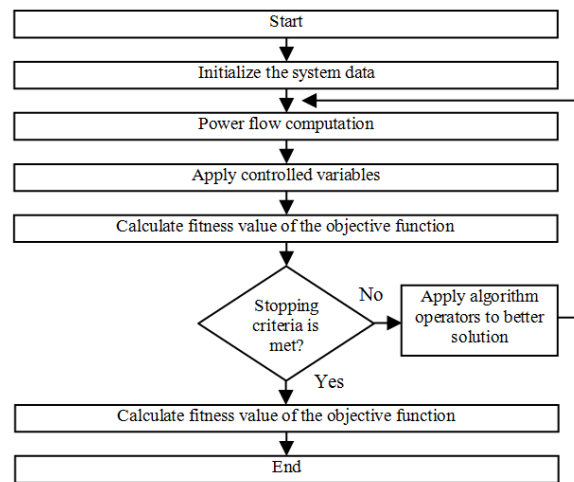 Start
Initialize the system data
Power flow computation
Apply controlled variables
Calculate fitness value of the objective function
Stopping
criteria is
met?
No
Apply algorithm
operators to better
solution
Yes
Calculate fitness value of the objective function
End